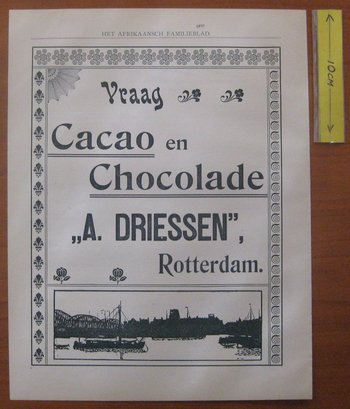 HET AFRIKAANSCH FAMILIEBLAD.
Vraag
Cacao en
Chocolade
„A. DRIESSEN”,
Rotterdam.
10CM